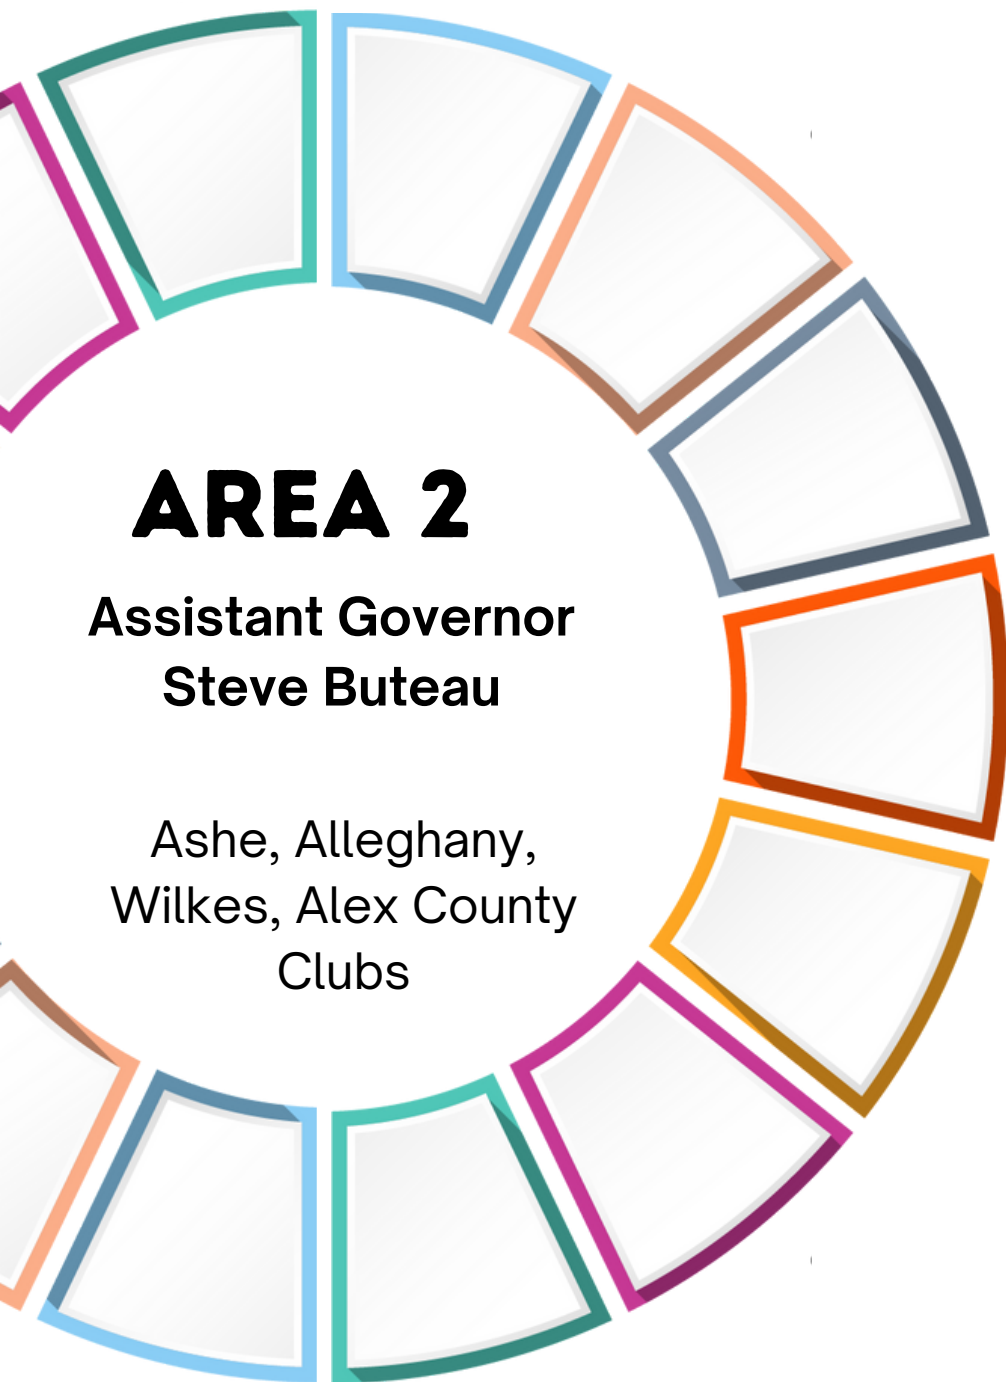 AREA 2
Assistant Governor
Steve Buteau
Ashe, Alleghany,
Wilkes, Alex County
Clubs